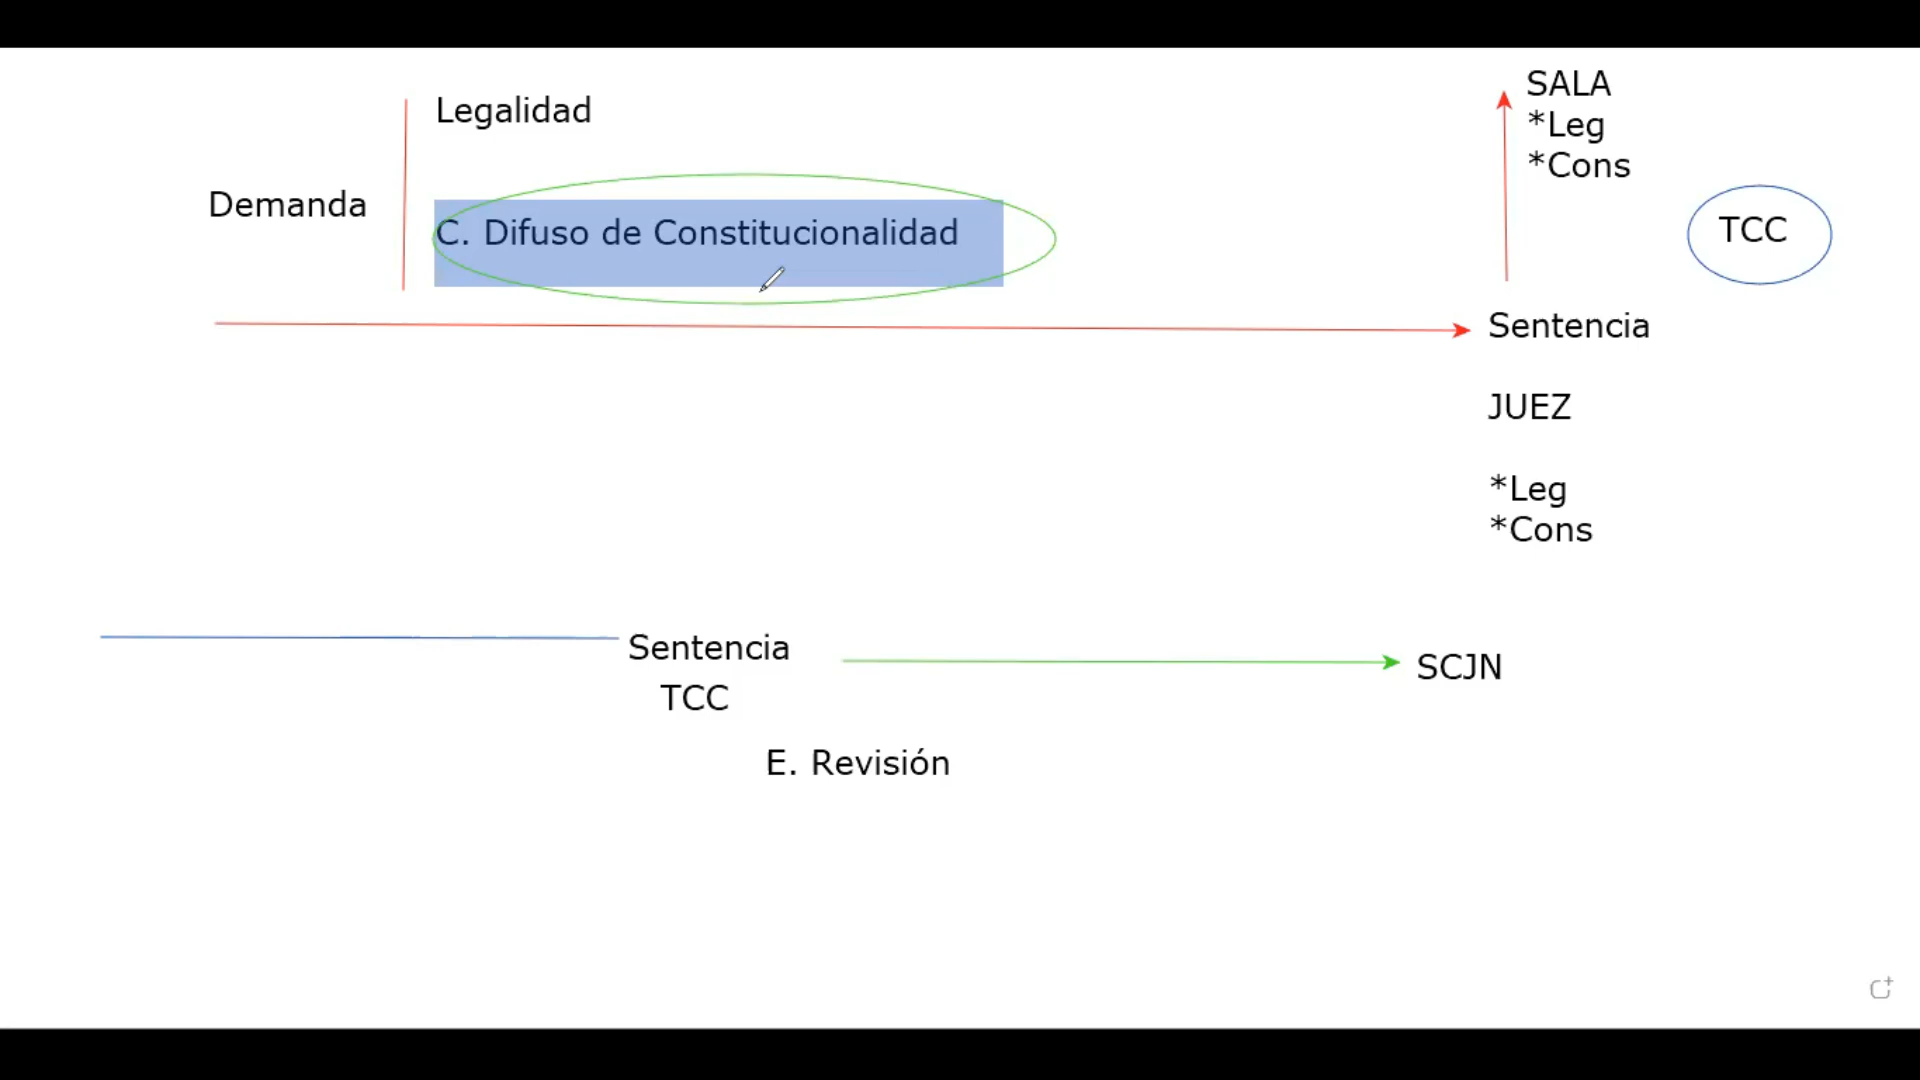 Legalidad
Demanda
C. Difuso de Constitucionalidad
SALA
*Leg
*Cons
TCC
Sentencia
JUEZ
*Leg
*Cons
Sentencia
TCC
SCJN
E. Revisión